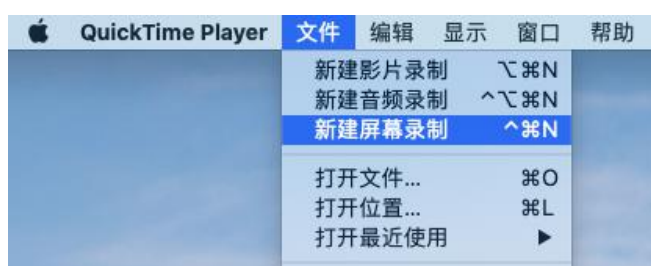 QuickTime Player 文件 编辑 显示 窗口 帮助
新建影片录制 ⌥⌘N
新建音频录制 ^⌥⌘N
新建屏幕录制 ^⌘N
打开文件... ⌘O
打开位置... ⌘L
打开最近使用 ▶